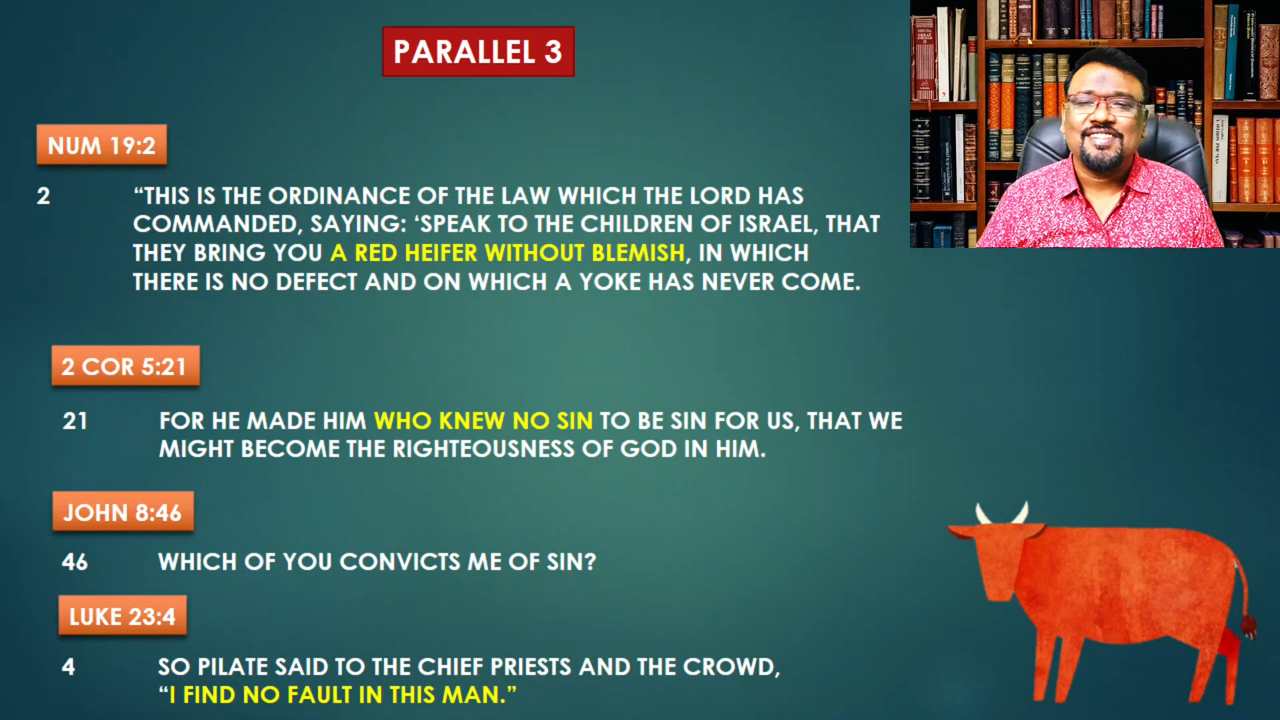 PARALLEL 3
NUM 19:2
2 “THIS IS THE ORDINANCE OF THE LAW WHICH THE LORD HAS
COMMANDED, SAYING: ‘SPEAK TO THE CHILDREN OF ISRAEL, THAT
THEY BRING YOU A RED HEIFER WITHOUT BLEMISH, IN WHICH
THERE IS NO DEFECT AND ON WHICH A YOKE HAS NEVER COME.
2 COR 5:21
21 FOR HE MADE HIM WHO KNEW NO SIN TO BE SIN FOR US, THAT WE
MIGHT BECOME THE RIGHTEOUSNESS OF GOD IN HIM.
JOHN 8:46
46 WHICH OF YOU CONVICTS ME OF SIN?
LUKE 23:4
4 SO PILATE SAID TO THE CHIEF PRIESTS AND THE CROWD,
“I FIND NO FAULT IN THIS MAN.”